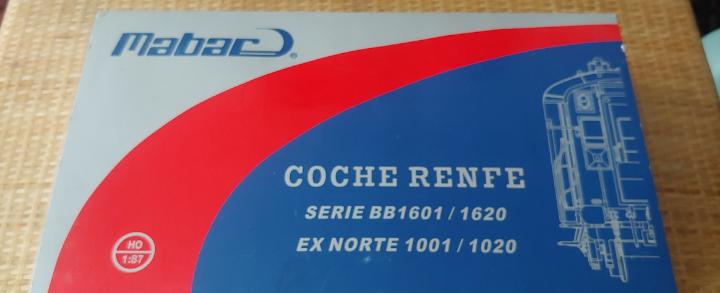 Mabar®
COCHE RENFE
SERIE BB1601 / 1620
EX NORTE 1001 / 1020
HO
1:87